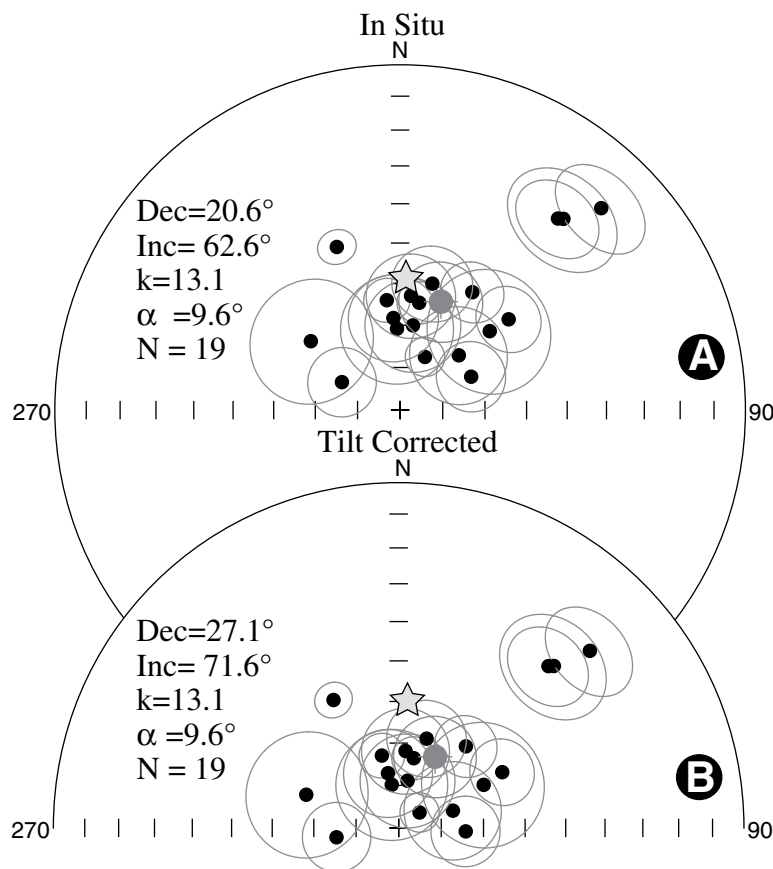 In Situ
N
Dec=20.6°
Inc= 62.6°
k=13.1
α =9.6°
N = 19
A
270
90
Tilt Corrected
N
Dec=27.1°
Inc= 71.6°
k=13.1
α =9.6°
N = 19
B
270
90